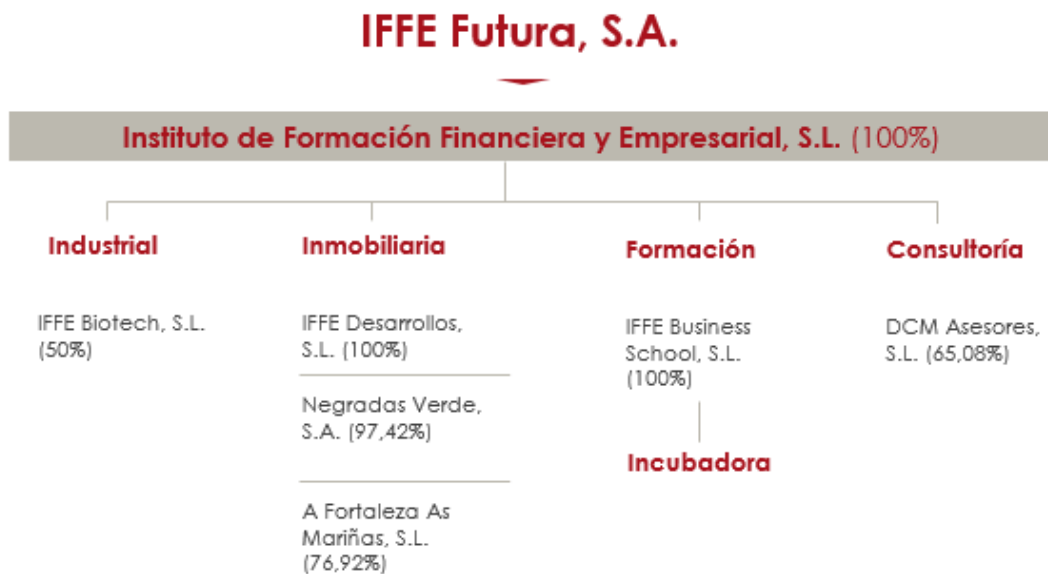 IFFE Futura, S.A.
Instituto de Formación Financiera y Empresarial, S.L. (100%)
Industrial
IFFE Biotech, S.L.
(50%)
Inmobiliaria
IFFE Desarrollos,
S.L. (100%)
Negradas Verde,
S.A. (97,42%)
A Fortaleza As
Mariñas, S.L.
(76,92%)
Formación
IFFE Business
School, S.L.
(100%)
Incubadora
Consultoría
DCM Asesores,
S.L. (65,08%)